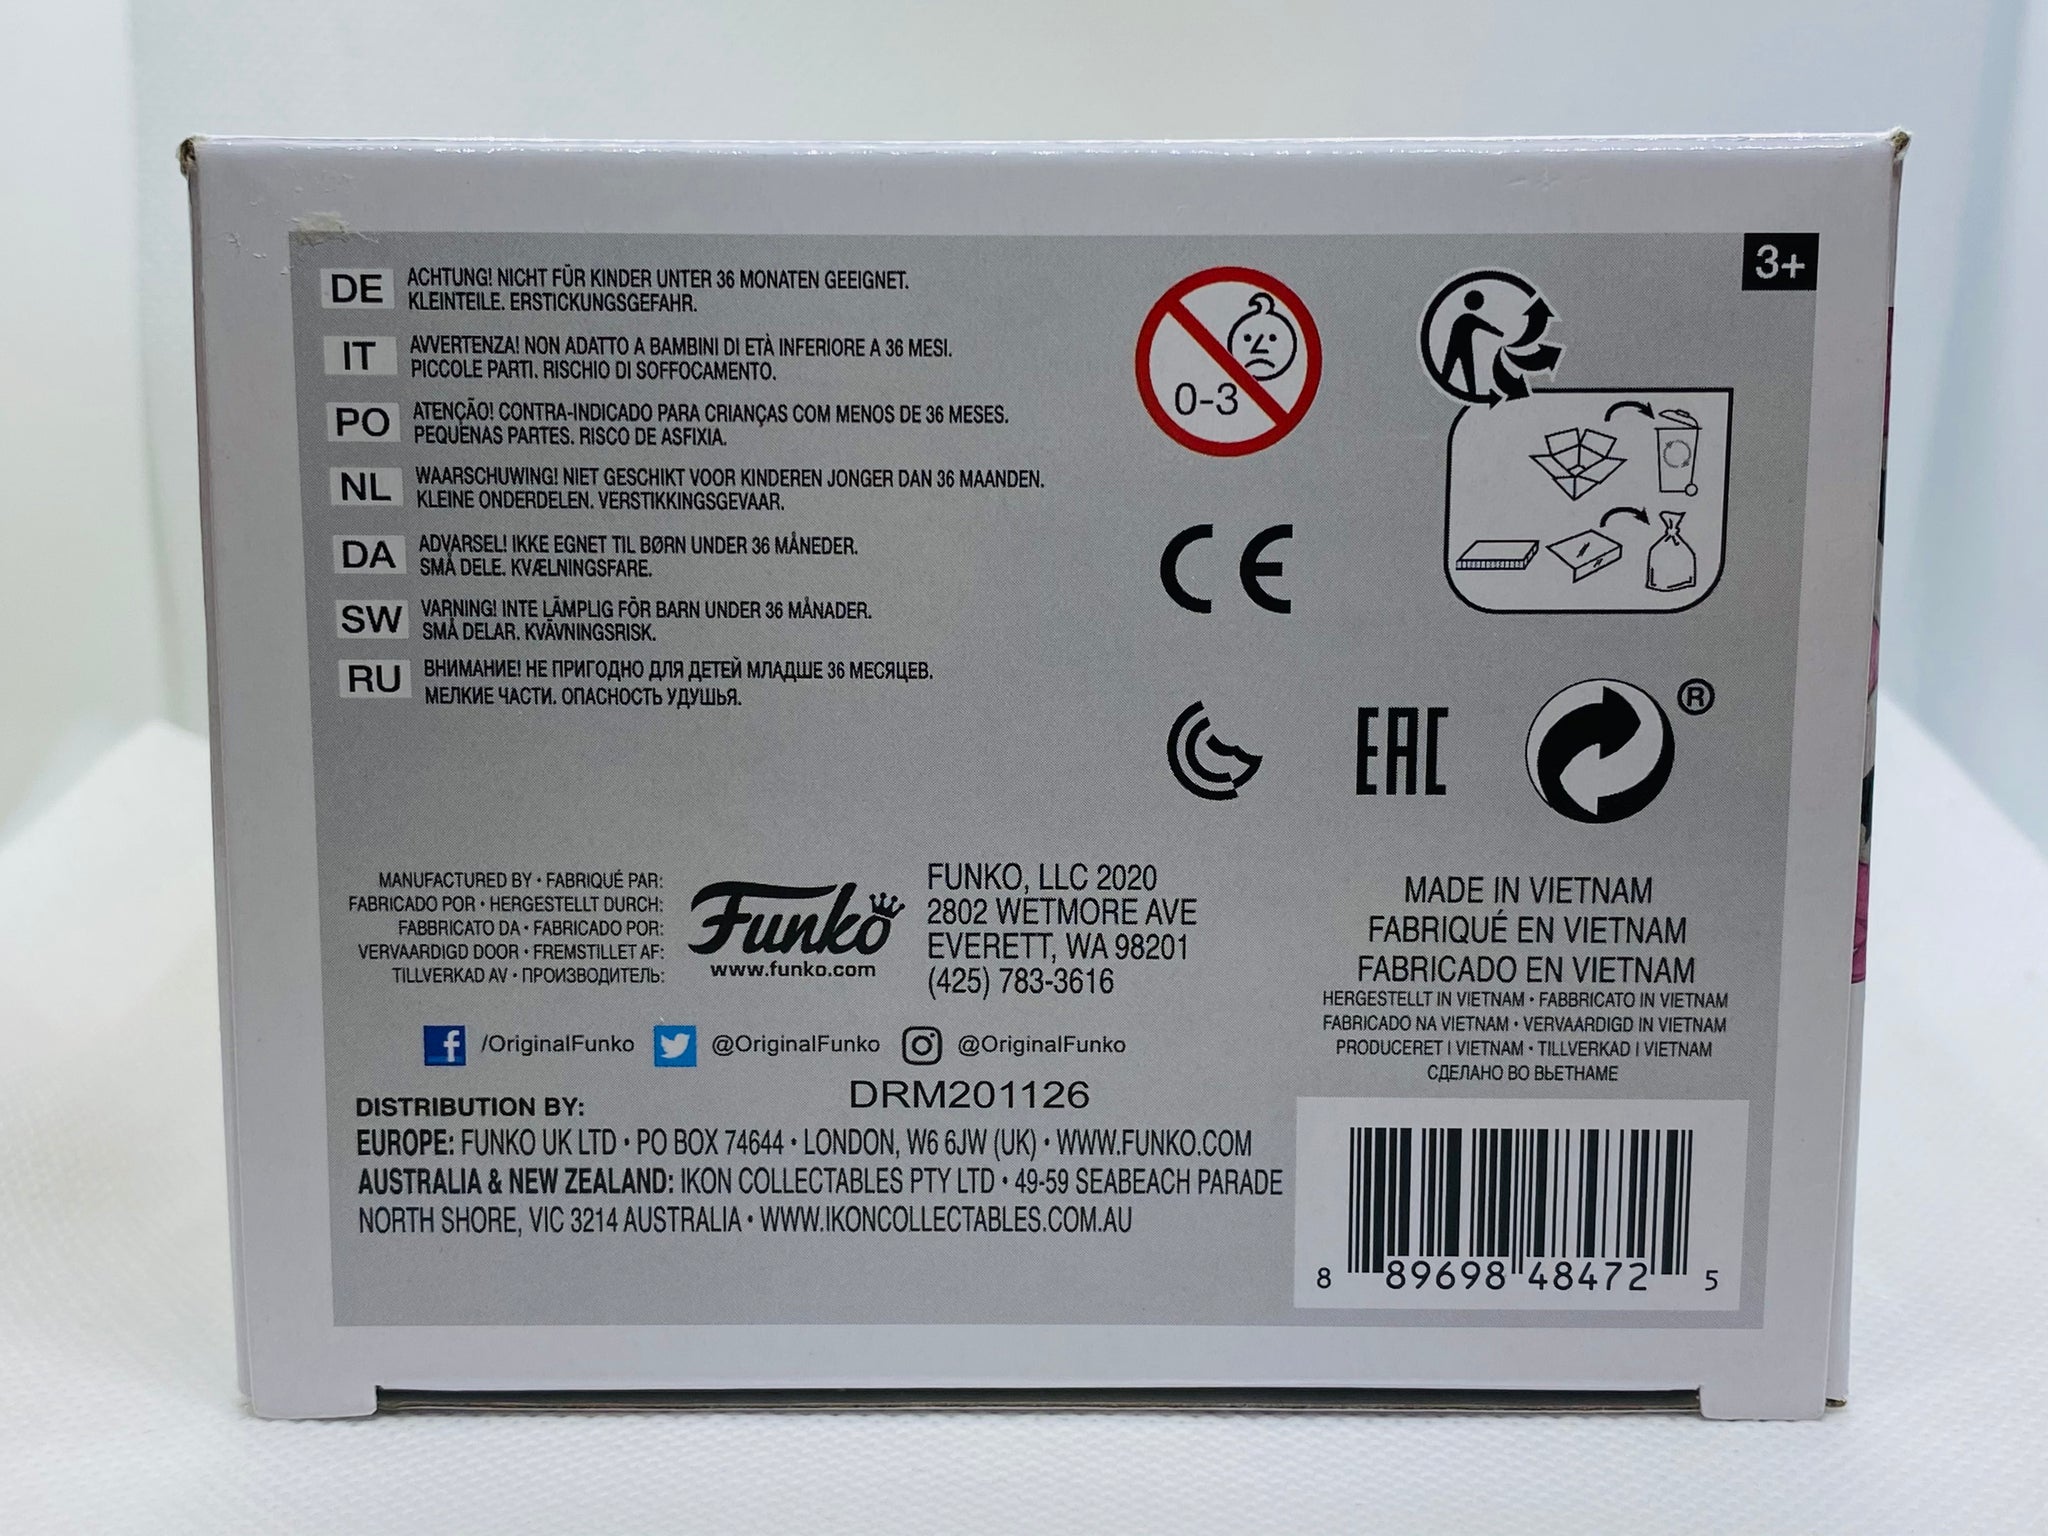 3+
DE
ACHTUNG! NICHT FÜR KINDER UNTER 36 MONATEN GEEIGNET.
KLEINTEILE. ERSTICKUNGSGEFAHR.
IT
AVVERTENZA! NON ADATTO A BAMBINI DI ETÀ INFERIORE A 36 MESI.
PICCOLE PARTI. RISCHIO DI SOFFOCAMENTO.
PO
ATENÇÃO! CONTRA-INDICADO PARA CRIANÇAS COM MENOS DE 36 MESES.
PEQUENAS PARTES. RISCO DE ASFIXIA.
NL
WAARSCHUWING! NIET GESCHIKT VOOR KINDEREN JONGER DAN 36 MAANDEN.
KLEINE ONDERDELEN. VERSTIKKINGSGEVAAR.
DA
ADVARSEL! IKKE EGNET TIL BØRN UNDER 36 MÅNEDER.
SMÅ DELE. KVÆLNINGSFARE.
SW
VARNING! INTE LÄMPLIG FÖR BARN UNDER 36 MÅNADER.
SMÅ DELAR. KVÄVNINGSRISK.
RU
ВНИМАНИЕ! НЕ ПРИГОДНО ДЛЯ ДЕТЕЙ МЛАДШЕ 36 МЕСЯЦЕВ.
МЕЛКИЕ ЧАСТИ. ОПАСНОСТЬ УДУШЬЯ.
0-3
CE
EAC
®
MANUFACTURED BY • FABRIQUÉ PAR:
FABRICADO POR • HERGESTELLT DURCH:
FABBRICATO DA • FABRICADO POR:
VERVAARDIGD DOOR • FREMSTILLET AF:
TILLVERKAD AV • ПРОИЗВОДИТЕЛЬ:
Funko
www.funko.com
FUNKO, LLC 2020
2802 WETMORE AVE
EVERETT, WA 98201
(425) 783-3616
MADE IN VIETNAM
FABRIQUÉ EN VIETNAM
FABRICADO EN VIETNAM
HERGESTELLT IN VIETNAM • FABBRICATO IN VIETNAM
FABRICADO NA VIETNAM • VERVAARDIGD IN VIETNAM
PRODUCERET I VIETNAM • TILLVERKAD I VIETNAM
СДЕЛАНО ВО ВЬЕТНАМЕ
/OriginalFunko @OriginalFunko @OriginalFunko
DRM201126
DISTRIBUTION BY:
EUROPE: FUNKO UK LTD • PO BOX 74644 • LONDON, W6 6JW (UK) • WWW.FUNKO.COM
AUSTRALIA & NEW ZEALAND: IKON COLLECTABLES PTY LTD • 49-59 SEABEACH PARADE
NORTH SHORE, VIC 3214 AUSTRALIA • WWW.IKONCOLLECTABLES.COM.AU
8 89698 48472 5